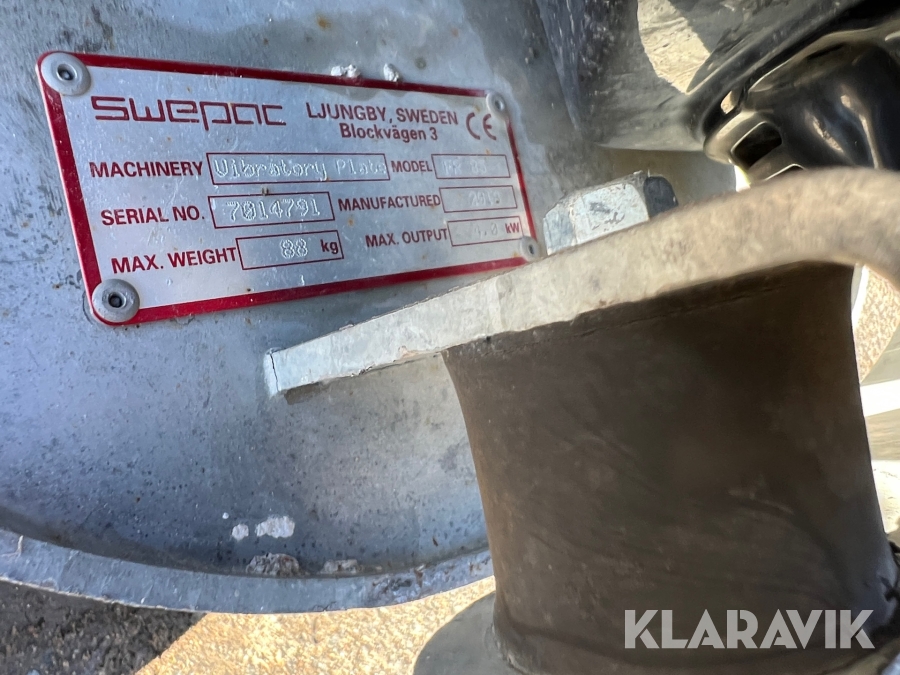 swepac LJUNGBY, SWEDEN CE
Blockvägen 3
MACHINERY Vibratory Plate MODEL
SERIAL NO. 7014791 MANUFACTURED
MAX. WEIGHT 88 kg MAX. OUTPUT kW
KLARAVIK